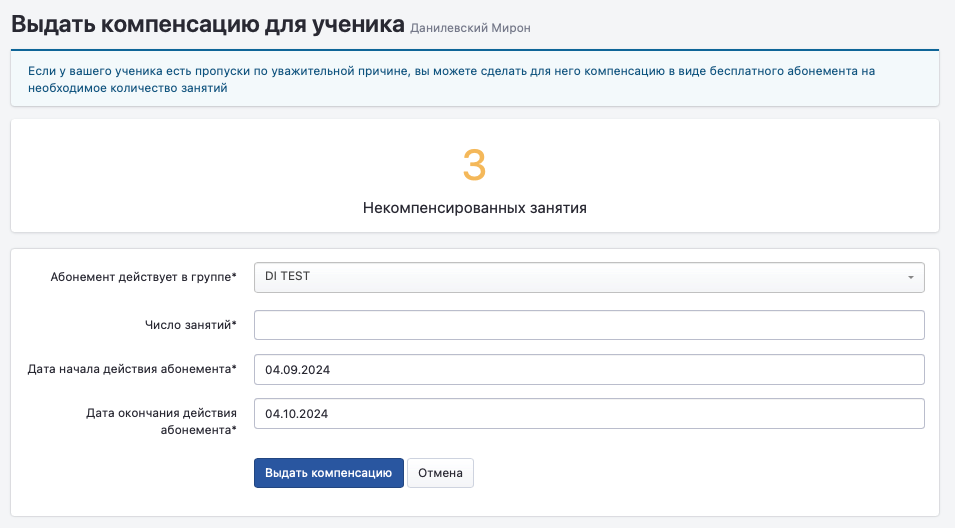 Выдать компенсацию для ученика Данилевский Мирон
Если у вашего ученика есть пропуски по уважительной причине, вы можете сделать для него компенсацию в виде бесплатного абонемента на
необходимое количество занятий
3
Некомпенсированных занятия
Абонемент действует в группе* DI TEST
Число занятий*
Дата начала действия абонемента* 04.09.2024
Дата окончания действия
абонемента* 04.10.2024
Выдать компенсацию Отмена